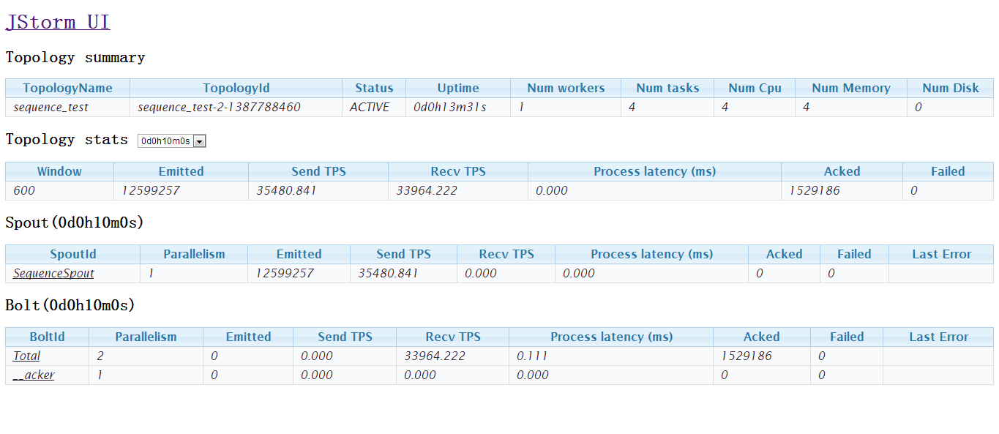 JStorm UI
Topology summary
TopologyName TopologyId Status Uptime Num workers Num tasks Num Cpu Num Memory Num Disk
sequence_test sequence_test-2-1387788460 ACTIVE 0d0h13m31s 1 4 4 4 0
Topology stats 0d0h10m0s
Window Emitted Send TPS Recv TPS Process latency (ms) Acked Failed
600 12599257 35480.841 33964.222 0.000 1529186 0
Spout(0d0h10m0s)
SpoutId Parallelism Emitted Send TPS Recv TPS Process latency (ms) Acked Failed Last Error
SequenceSpout 1 12599257 35480.841 0.000 0.000 0 0
Bolt(0d0h10m0s)
BoltId Parallelism Emitted Send TPS Recv TPS Process latency (ms) Acked Failed Last Error
Total 2 0 0.000 33964.222 0.111 1529186 0
__acker 1 0 0.000 0.000 0.000 0 0